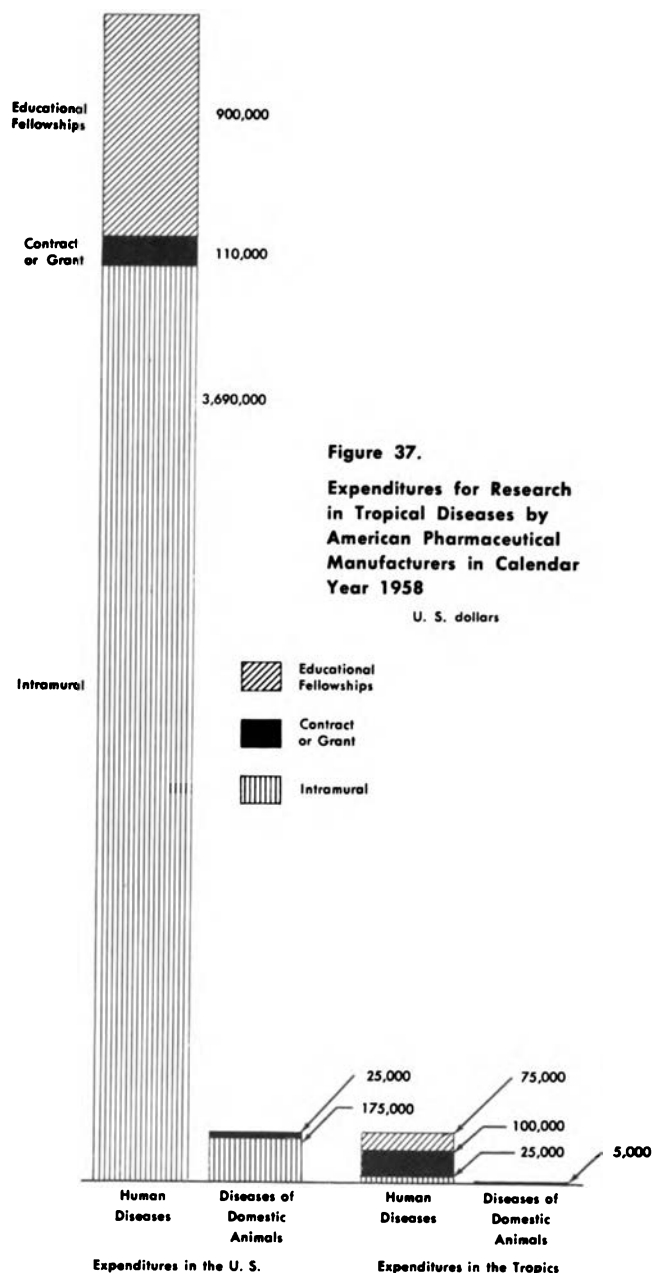 Educational
Fellowships
900,000
Contract
or Grant
110,000
3,690,000
Figure 37.
Expenditures for Research
in Tropical Diseases by
American Pharmaceutical
Manufacturers in Calendar
Year 1958
U. S. dollars
Intramural
Educational
Fellowships
Contract
or Grant
Intramural
25,000
175,000
75,000
100,000
25,000
5,000
Human
Diseases
Diseases of
Domestic
Animals
Human
Diseases
Diseases of
Domestic
Animals
Expenditures in the U. S.
Expenditures in the Tropics